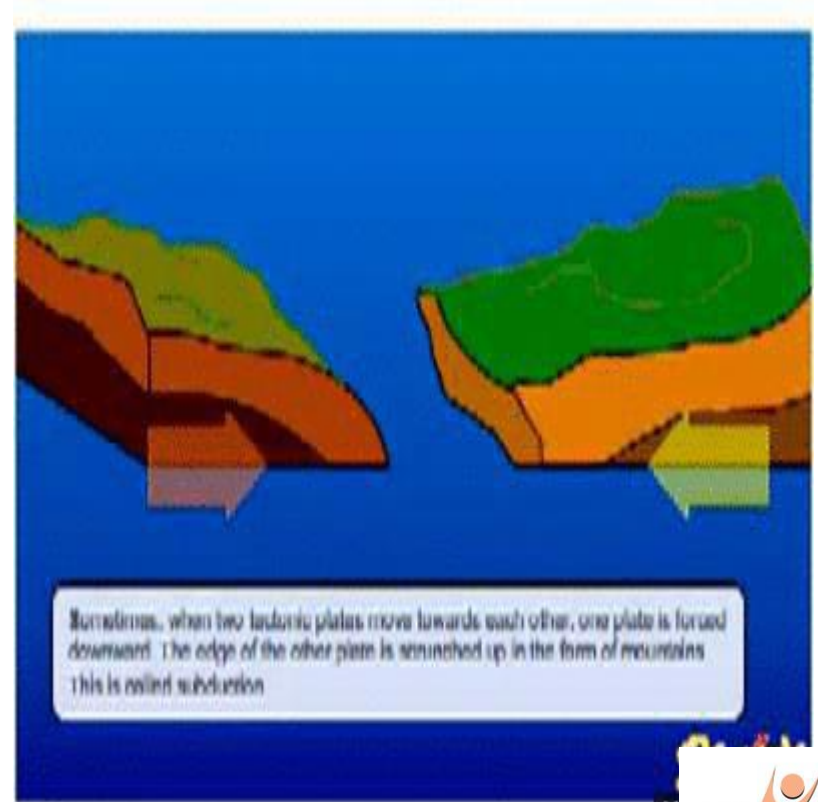 Sometimes, when two tectonic plates move towards each other, one plate is forced
downward. The edge of the other plate is scrunched up in the form of mountains
This is called subduction